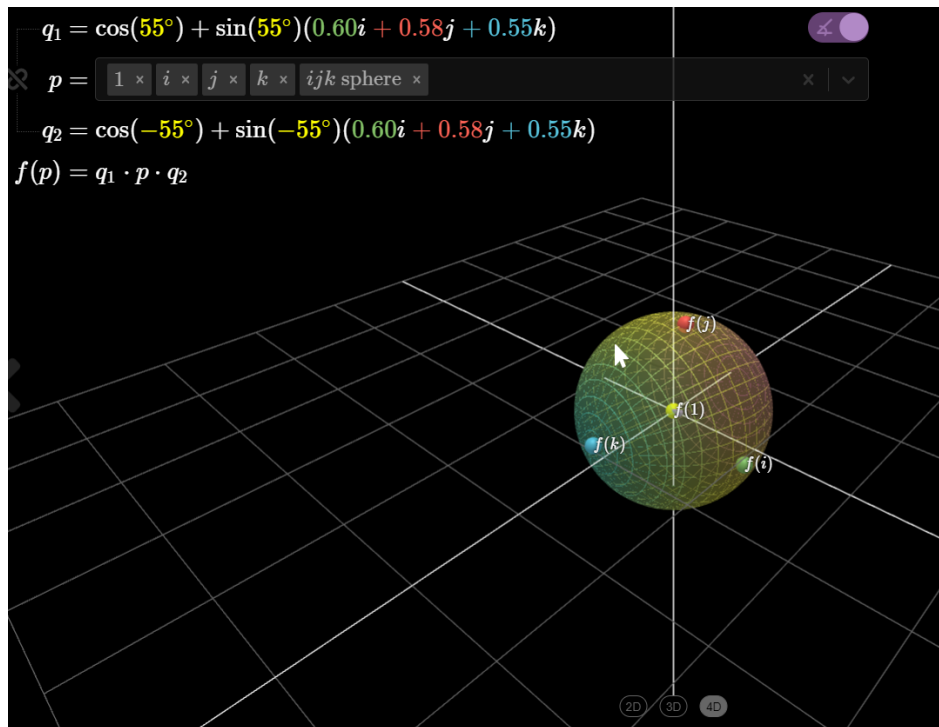 q₁ = cos(55°) + sin(55°)(0.60i + 0.58j + 0.55k)
p = 1 × i × j × k × ijk sphere ×
q₂ = cos(−55°) + sin(−55°)(0.60i + 0.58j + 0.55k)
f(p) = q₁ · p · q₂
f(j)
f(1)
f(k)
f(i)
2D 3D 4D